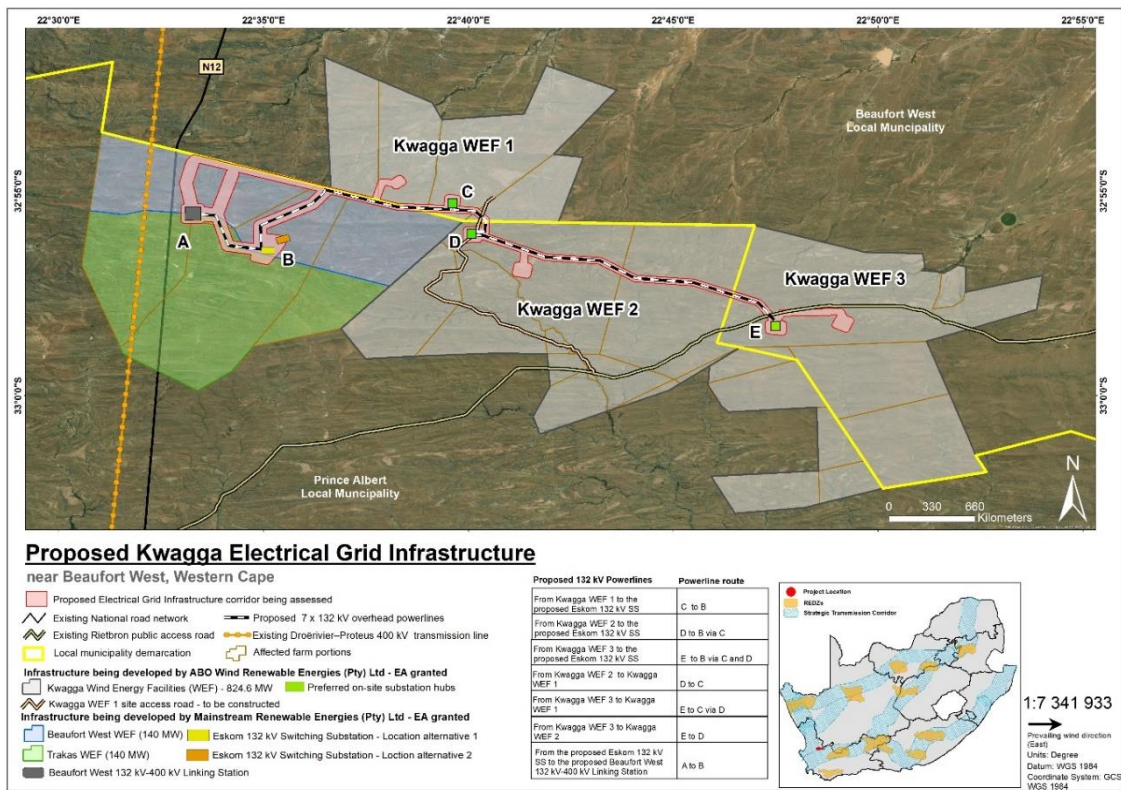 22°30'0"E 22°35'0"E 22°40'0"E 22°45'0"E 22°50'0"E 22°55'0"E
N12
Beaufort West
Local Muncipality
Kwagga WEF 1
32°55'0"S
32°55'0"S
C
A
D
B
Kwagga WEF 3
Kwagga WEF 2
E
33°0'0"S
33°0'0"S
Prince Albert
Local Muncipality
N
0 330 660
Kilometers
Proposed Kwagga Electrical Grid Infrastructure
near Beaufort West, Western Cape
Proposed Electrical Grid Infrastructure corridor being assessed
Existing National road network
Proposed 7 x 132 kV overhead powerlines
Existing Rietbron public access road
Existing Droërivier–Proteus 400 kV transmission line
Local municipality demarcation
Affected farm portions
Infrastructure being developed by ABO Wind Renewable Energies (Pty) Ltd - EA granted
Kwagga Wind Energy Facilities (WEF) - 824.6 MW
Preferred on-site substation hubs
Kwagga WEF 1 site access road - to be constructed
Infrastructure being developed by Mainstream Renewable Energies (Pty) Ltd - EA granted
Beaufort West WEF (140 MW)
Eskom 132 kV Switching Substation - Location alternative 1
Trakas WEF (140 MW)
Eskom 132 kV Switching Substation - Loction alternative 2
Beaufort West 132 kV-400 kV Linking Station
Proposed 132 kV Powerlines Powerline route
From Kwagga WEF 1 to the
proposed Eskom 132 kV SS
C to B
From Kwagga WEF 2 to the
proposed Eskom 132 kV SS
D to B via C
From Kwagga WEF 3 to the
proposed Eskom 132 kV SS
E to B via C and D
From Kwagga WEF 2 to Kwagga
WEF 1
D to C
From Kwagga WEF 3 to Kwagga
WEF 1
E to C via D
From Kwagga WEF 3 to Kwagga
WEF 2
E to D
From the proposed Eskom 132 kV
SS to the proposed Beaufort West
132 kV-400 kV Linking Station
A to B
Project Location
REDZs
Strategic Transmission Corridor
1:7 341 933
Prevailing wind direction
(East)
Units: Degree
Datum: WGS 1984
Coordinate System: GCS
WGS 1984